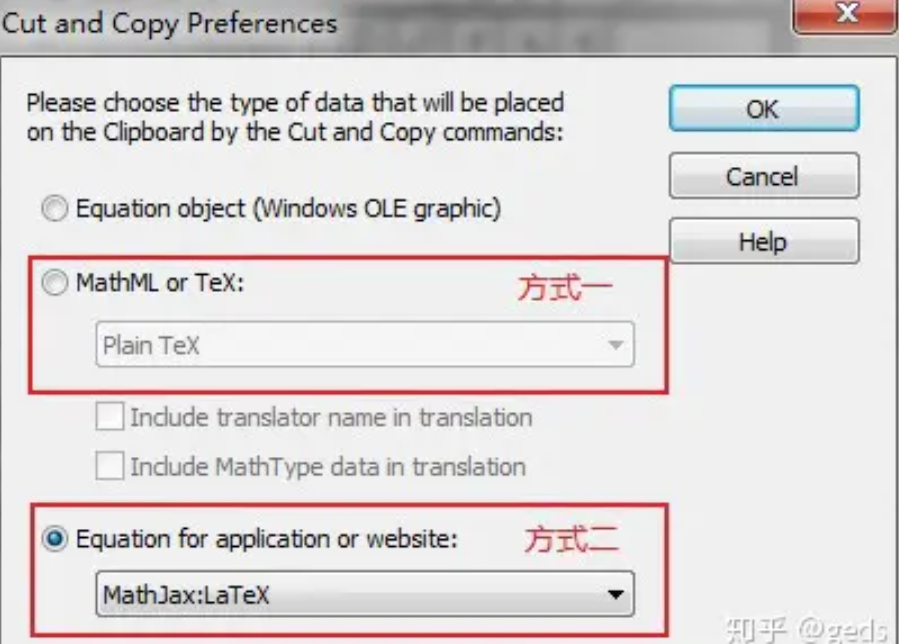 Cut and Copy Preferences
Please choose the type of data that will be placed
on the Clipboard by the Cut and Copy commands:
OK
Cancel
Help
Equation object (Windows OLE graphic)
MathML or TeX:
方式一
Plain TeX
Include translator name in translation
Include MathType data in translation
Equation for application or website:
方式二
MathJax:LaTeX
知乎 @geds